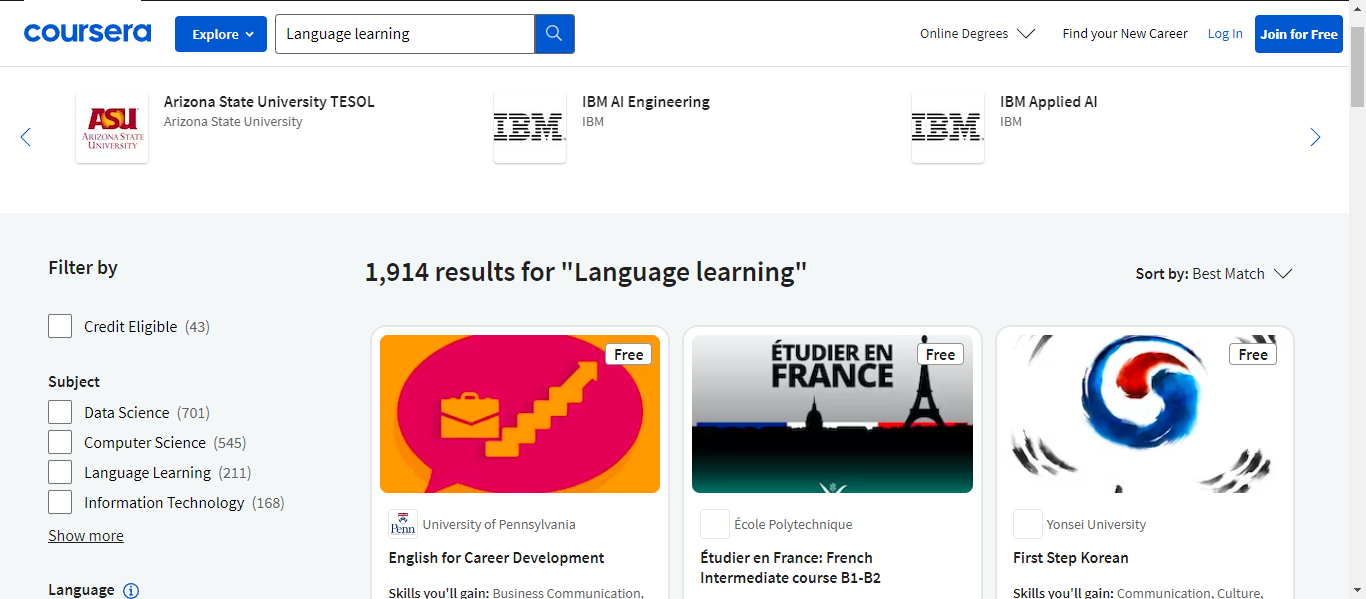 coursera
Explore
Language learning
Online Degrees
Find your New Career
Log In
Join for Free
ASU
ARIZONA STATE
UNIVERSITY
Arizona State University TESOL
Arizona State University
IBM
IBM AI Engineering
IBM
IBM
IBM Applied AI
IBM
Filter by
1,914 results for "Language learning"
Sort by: Best Match
Credit Eligible (43)
Subject
Data Science (701)
Computer Science (545)
Language Learning (211)
Information Technology (168)
Show more
Language
Free
ÉTUDIER EN
FRANCE
Free
Free
Penn
University of Pennsylvania
English for Career Development
Skills you'll gain: Business Communication,
École Polytechnique
Étudier en France: French
Intermediate course B1-B2
Yonsei University
First Step Korean
Skills you'll gain: Communication, Culture,